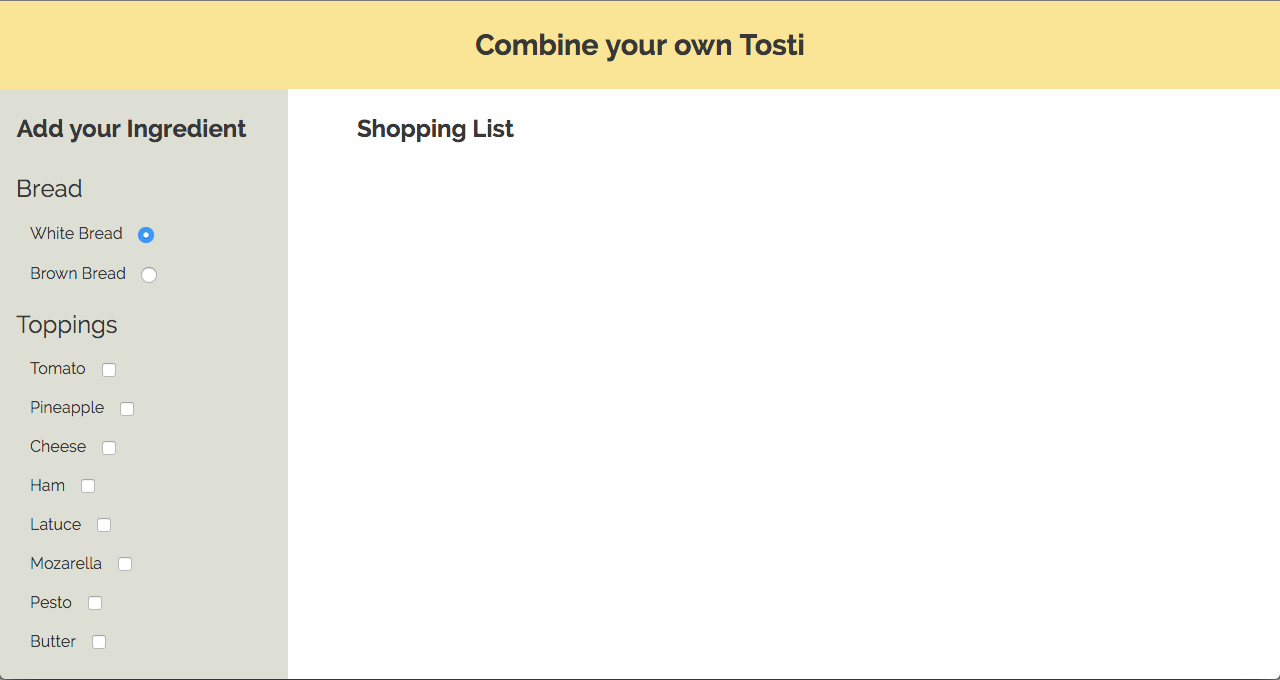 Combine your own Tosti
Add your Ingredient
Shopping List
Bread
White Bread
Brown Bread
Toppings
Tomato
Pineapple
Cheese
Ham
Latuce
Mozarella
Pesto
Butter